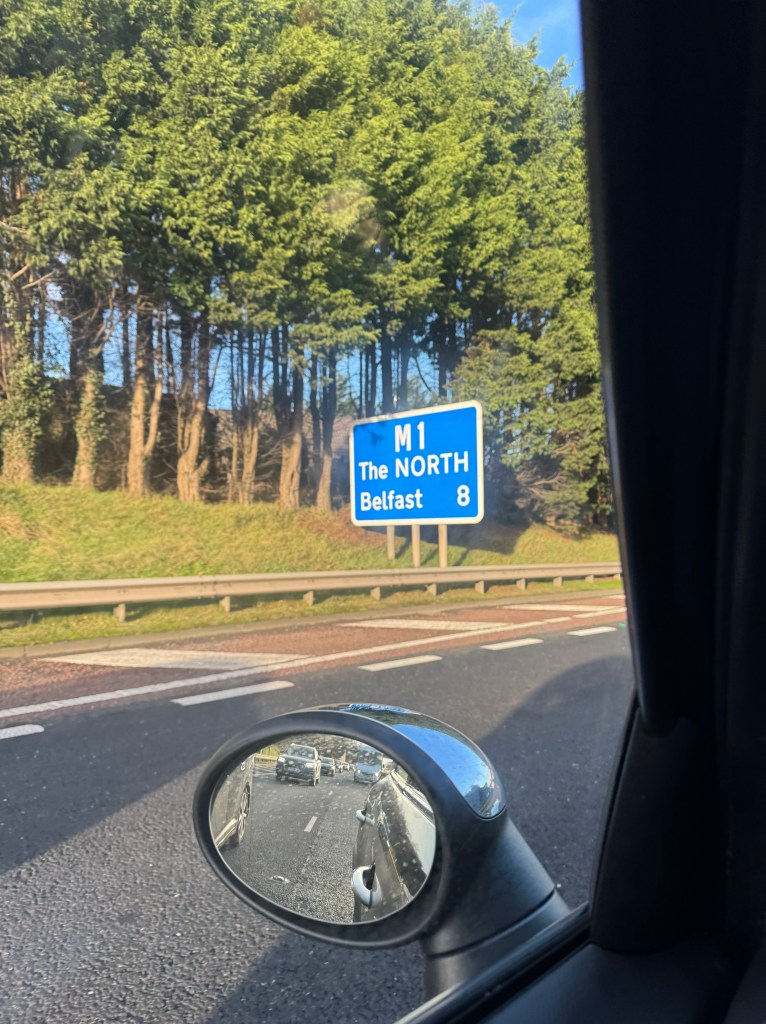 M1
The NORTH
Belfast 8